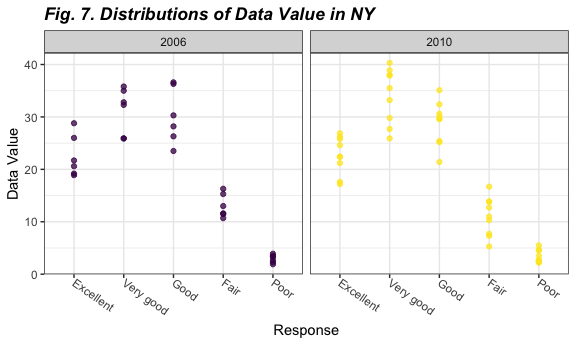 Fig. 7. Distributions of Data Value in NY
2006
2010
Data Value
40
30
20
10
0
Excellent
Very good
Good
Fair
Poor
Excellent
Very good
Good
Fair
Poor
Response